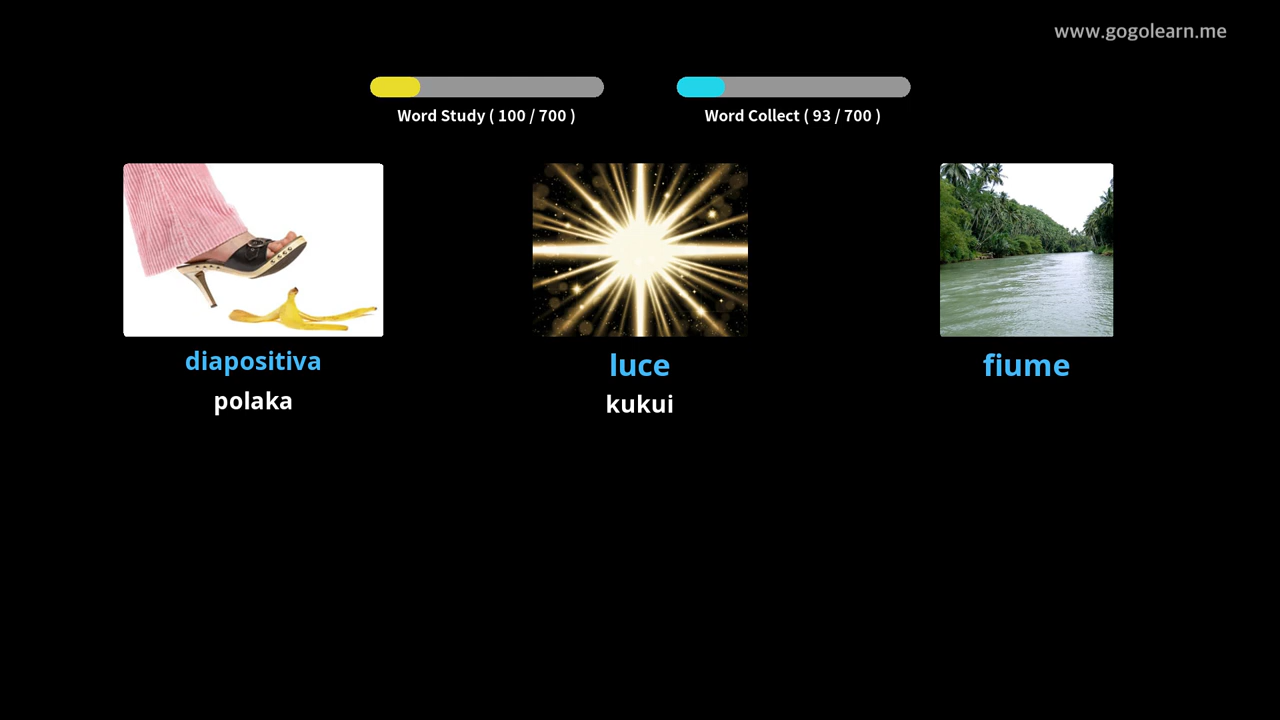 www.gogolearn.me
Word Study ( 100 / 700 )
Word Collect ( 93 / 700 )
diapositiva
polaka
luce
kukui
fiume